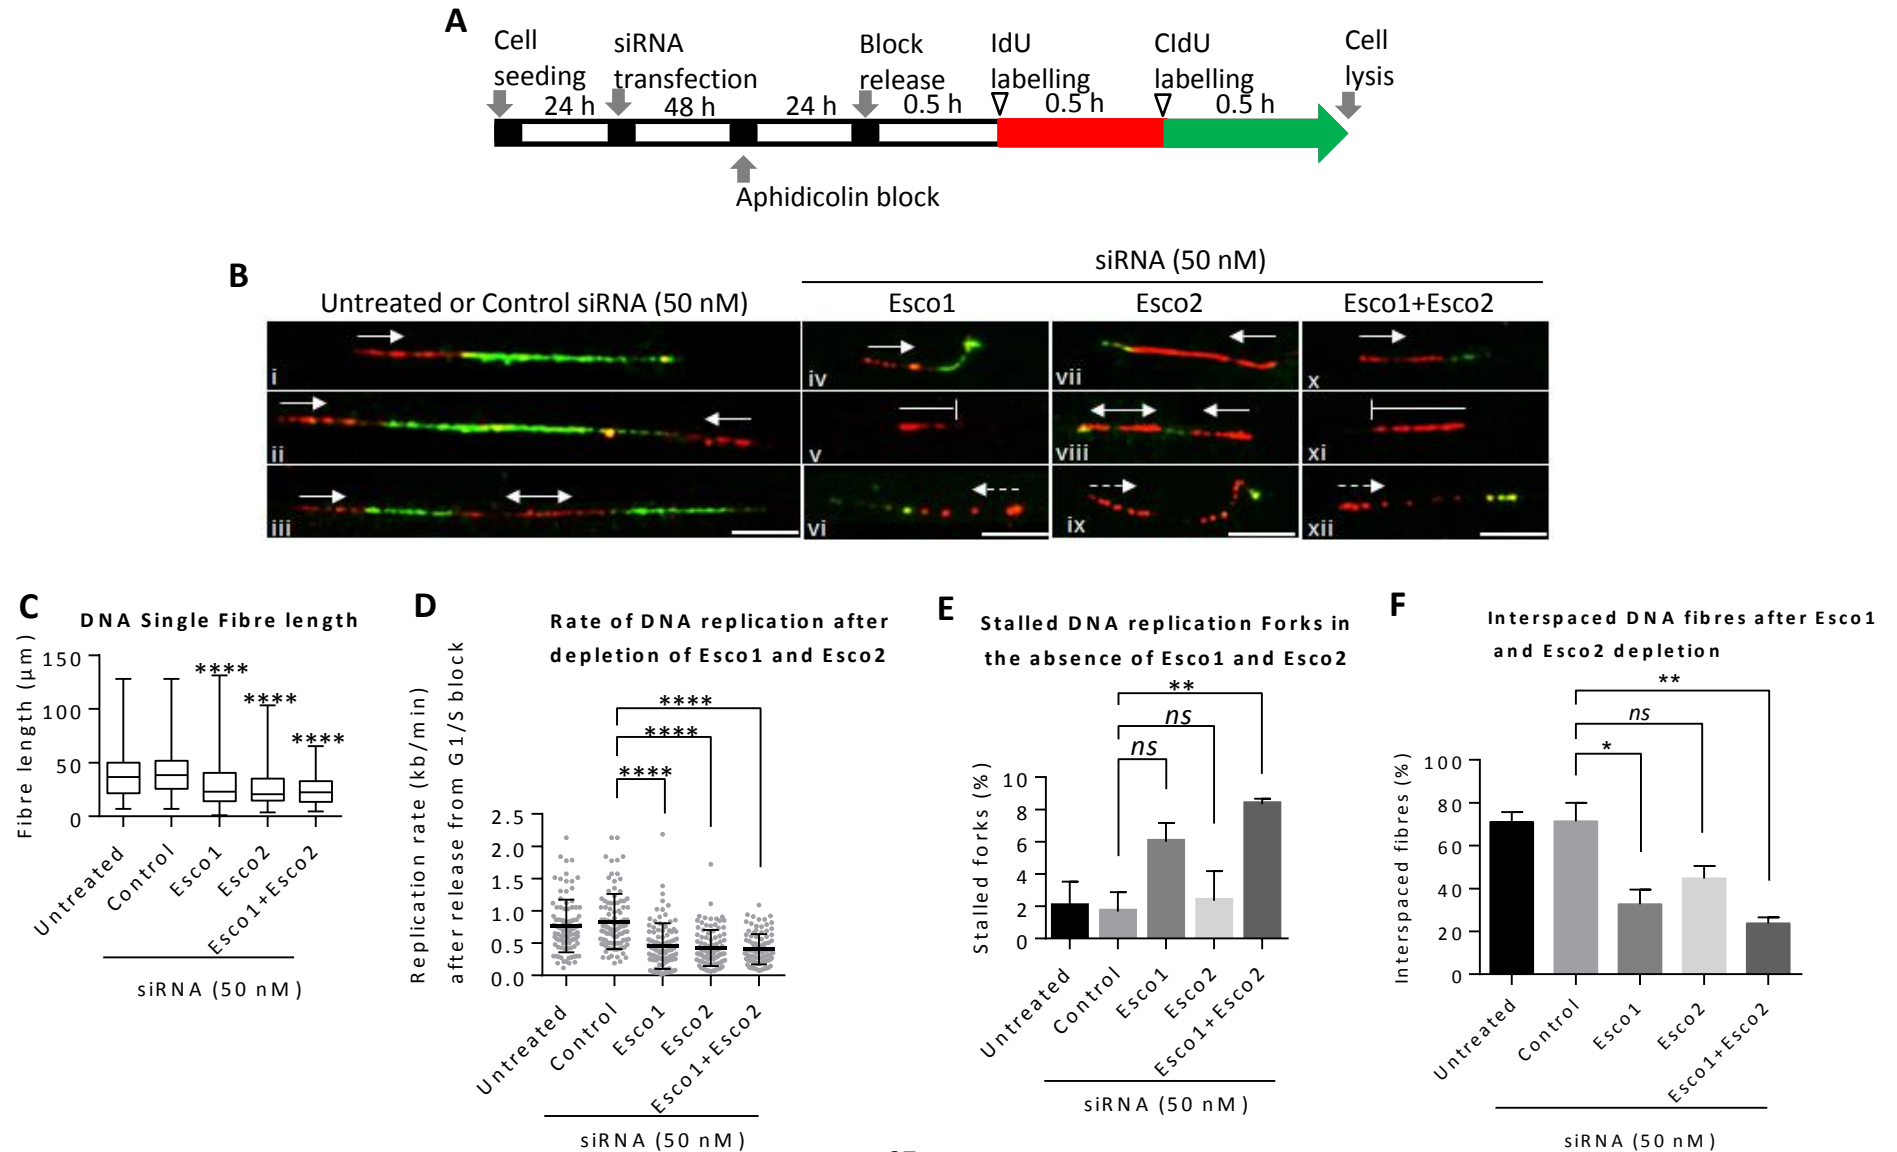 A
Cell
seeding
siRNA
transfection
Block
release
IdU
labelling
CldU
labelling
Cell
lysis
24 h
48 h
24 h
0.5 h
0.5 h
0.5 h
Aphidicolin block
B
siRNA (50 nM)
Untreated or Control siRNA (50 nM)
Esco1
Esco2
Esco1+Esco2
i
iv
vii
x
ii
v
viii
xi
iii
vi
ix
xii
C
DNA Single Fibre length
Fibre length (µm)
150
100
50
0
****
****
****
Untreated
Control
Esco1
Esco2
Esco1+Esco2
siRNA (50 nM)
D
Rate of DNA replication after
depletion of Esco1 and Esco2
Replication rate (kb/min)
after release from G1/S block
2.5
2.0
1.5
1.0
0.5
0.0
****
****
****
Untreated
Control
Esco1
Esco2
Esco1+Esco2
siRNA (50 nM)
E
Stalled DNA replication Forks in
the absence of Esco1 and Esco2
Stalled forks (%)
10
8
6
4
2
0
**
ns
ns
Untreated
Control
Esco1
Esco2
Esco1+Esco2
siRNA (50 nM)
F
Interspaced DNA fibres after Esco1
and Esco2 depletion
Interspaced fibres (%)
100
80
60
40
20
0
**
ns
*
Untreated
Control
Esco1
Esco2
Esco1+Esco2
siRNA (50 nM)